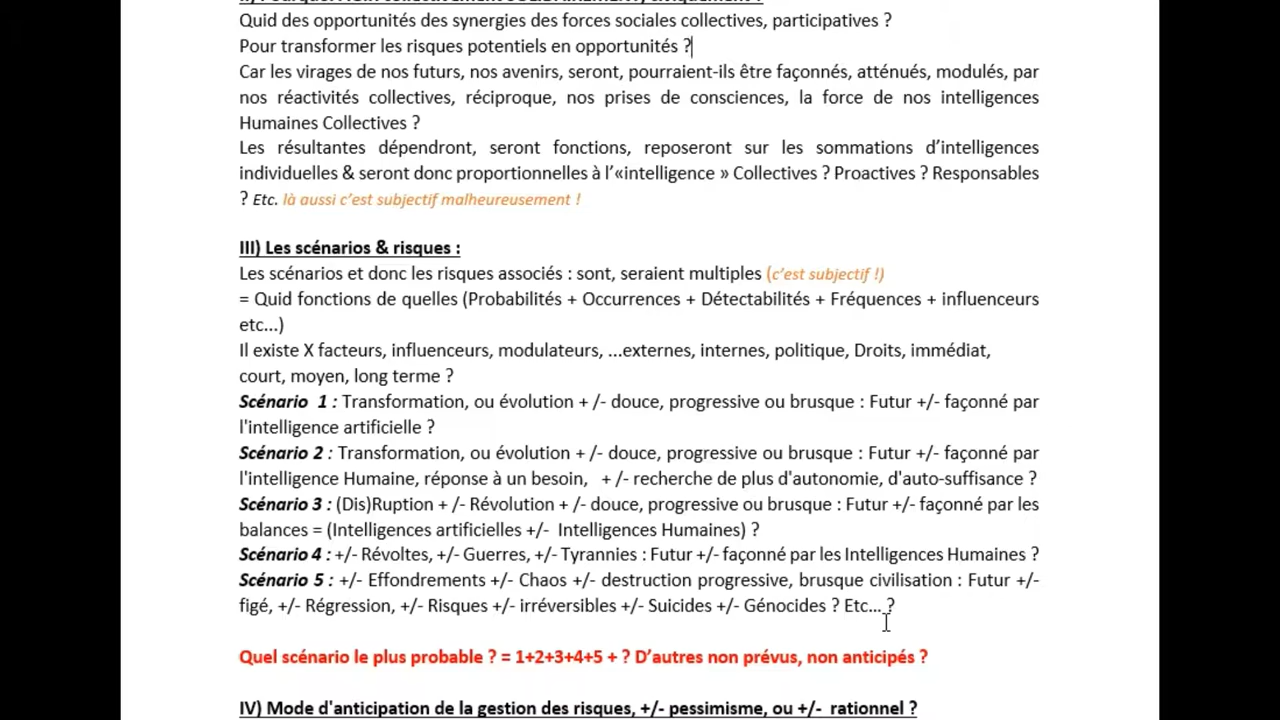 Quid des opportunités des synergies des forces sociales collectives, participatives ?
Pour transformer les risques potentiels en opportunités ?
Car les virages de nos futurs, nos avenirs, seront, pourraient-ils être façonnés, atténués, modulés, par
nos réactivités collectives, réciproque, nos prises de consciences, la force de nos intelligences
Humaines Collectives ?
Les résultantes dépendront, seront fonctions, reposeront sur les sommations d’intelligences
individuelles & seront donc proportionnelles à l’«intelligence » Collectives ? Proactives ? Responsables
? Etc. là aussi c’est subjectif malheureusement !
III) Les scénarios & risques :
Les scénarios et donc les risques associés : sont, seraient multiples (c’est subjectif !)
= Quid fonctions de quelles (Probabilités + Occurrences + Détectabilités + Fréquences + influenceurs
etc...)
Il existe X facteurs, influenceurs, modulateurs, ...externes, internes, politique, Droits, immédiat,
court, moyen, long terme ?
Scénario 1 : Transformation, ou évolution + /- douce, progressive ou brusque : Futur +/- façonné par
l'intelligence artificielle ?
Scénario 2 : Transformation, ou évolution + /- douce, progressive ou brusque : Futur +/- façonné par
l'intelligence Humaine, réponse à un besoin, + /- recherche de plus d'autonomie, d'auto-suffisance ?
Scénario 3 : (Dis)Ruption + /- Révolution + /- douce, progressive ou brusque : Futur +/- façonné par les
balances = (Intelligences artificielles +/- Intelligences Humaines) ?
Scénario 4 : +/- Révoltes, +/- Guerres, +/- Tyrannies : Futur +/- façonné par les Intelligences Humaines ?
Scénario 5 : +/- Effondrements +/- Chaos +/- destruction progressive, brusque civilisation : Futur +/-
figé, +/- Régression, +/- Risques +/- irréversibles +/- Suicides +/- Génocides ? Etc... ?
Quel scénario le plus probable ? = 1+2+3+4+5 + ? D’autres non prévus, non anticipés ?
IV) Mode d'anticipation de la gestion des risques, +/- pessimisme, ou +/- rationnel ?